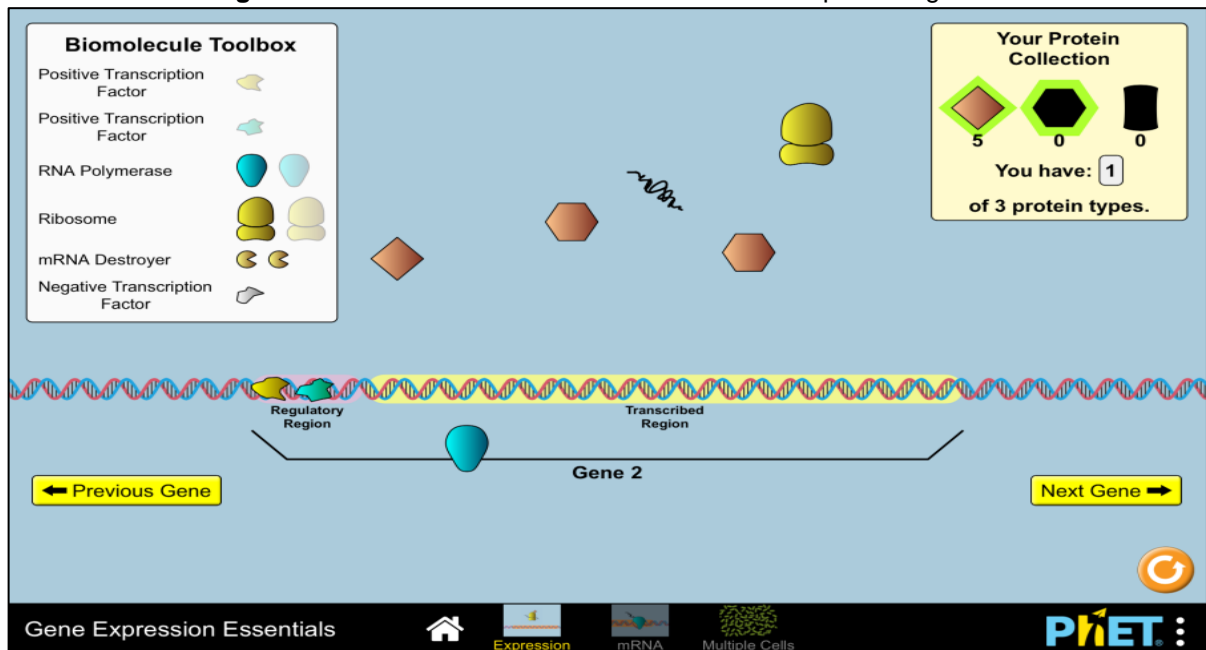 Biomolecule Toolbox
Positive Transcription
Factor
Positive Transcription
Factor
RNA Polymerase
Ribosome
mRNA Destroyer
Negative Transcription
Factor
Your Protein
Collection
5 0 0
You have: 1
of 3 protein types.
Regulatory
Region
Transcribed
Region
Gene 2
Previous Gene
Next Gene
Gene Expression Essentials
Expression
mRNA
Multiple Cells
PhET